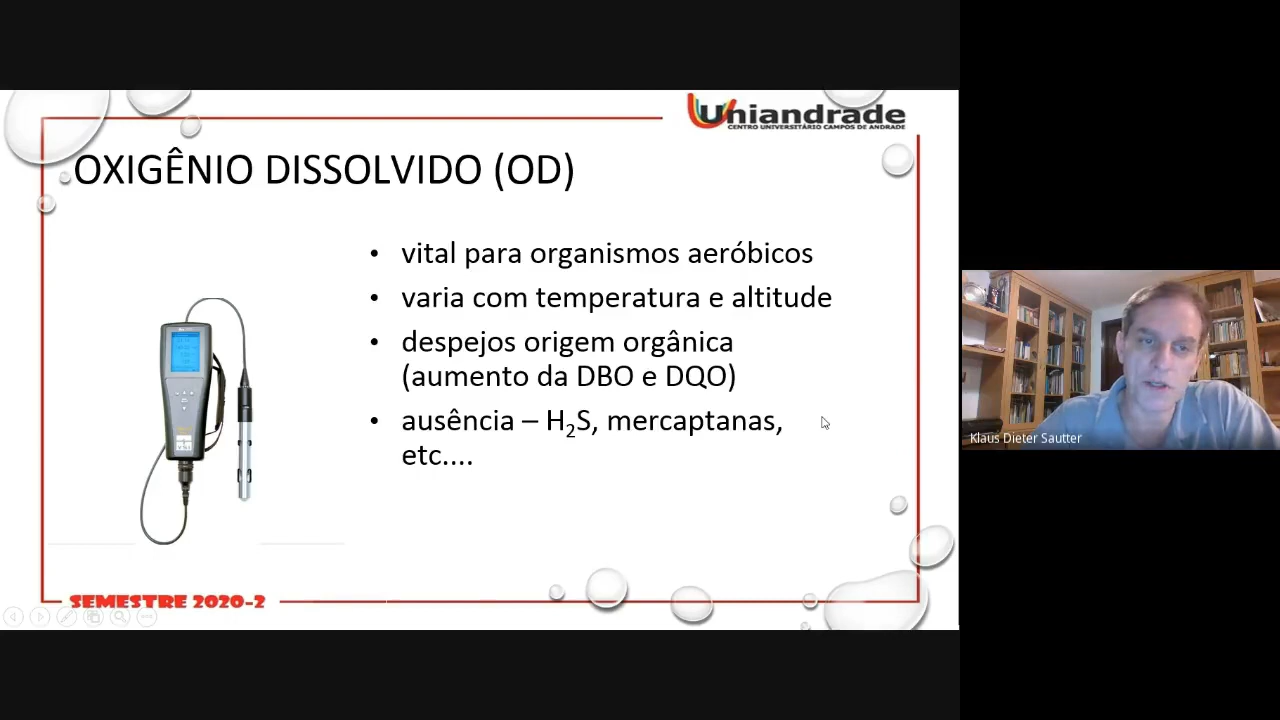 Uniandrade
CENTRO UNIVERSITÁRIO CAMPOS DE ANDRADE
OXIGÊNIO DISSOLVIDO (OD)
• vital para organismos aeróbicos
• varia com temperatura e altitude
• despejos origem orgânica
(aumento da DBO e DQO)
• ausência – H₂S, mercaptanas,
etc....
Klaus Dieter Sautter
SEMESTRE 2020-2